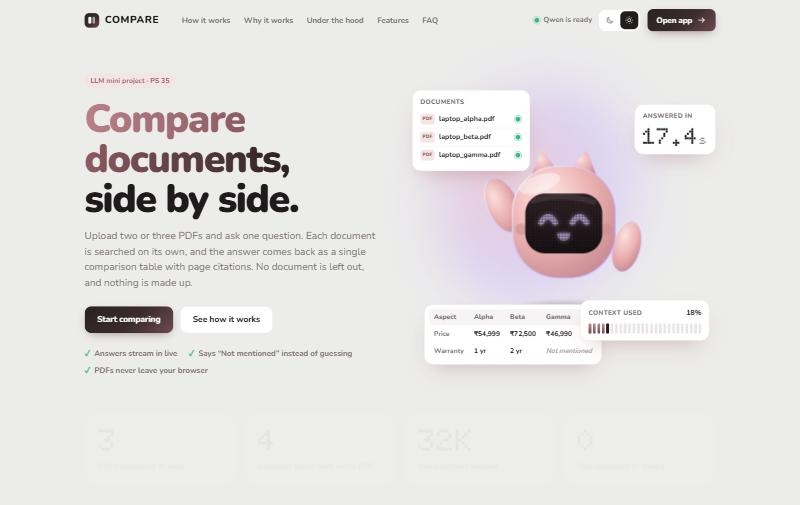 COMPARE
How it works
Why it works
Under the hood
Features
FAQ
Qwen is ready
Open app →
LLM mini project · PS 35
Compare
documents,
side by side.
Upload two or three PDFs and ask one question. Each document
is searched on its own, and the answer comes back as a single
comparison table with page citations. No document is left out,
and nothing is made up.
Start comparing
See how it works
✓ Answers stream in live
✓ Says “Not mentioned” instead of guessing
✓ PDFs never leave your browser
DOCUMENTS
PDF laptop_alpha.pdf
PDF laptop_beta.pdf
PDF laptop_gamma.pdf
ANSWERED IN
17.4s
Aspect Alpha Beta Gamma
Price ₹54,999 ₹72,500 ₹46,990
Warranty 1 yr 2 yr Not mentioned
CONTEXT USED 18%
3
4
32K
0